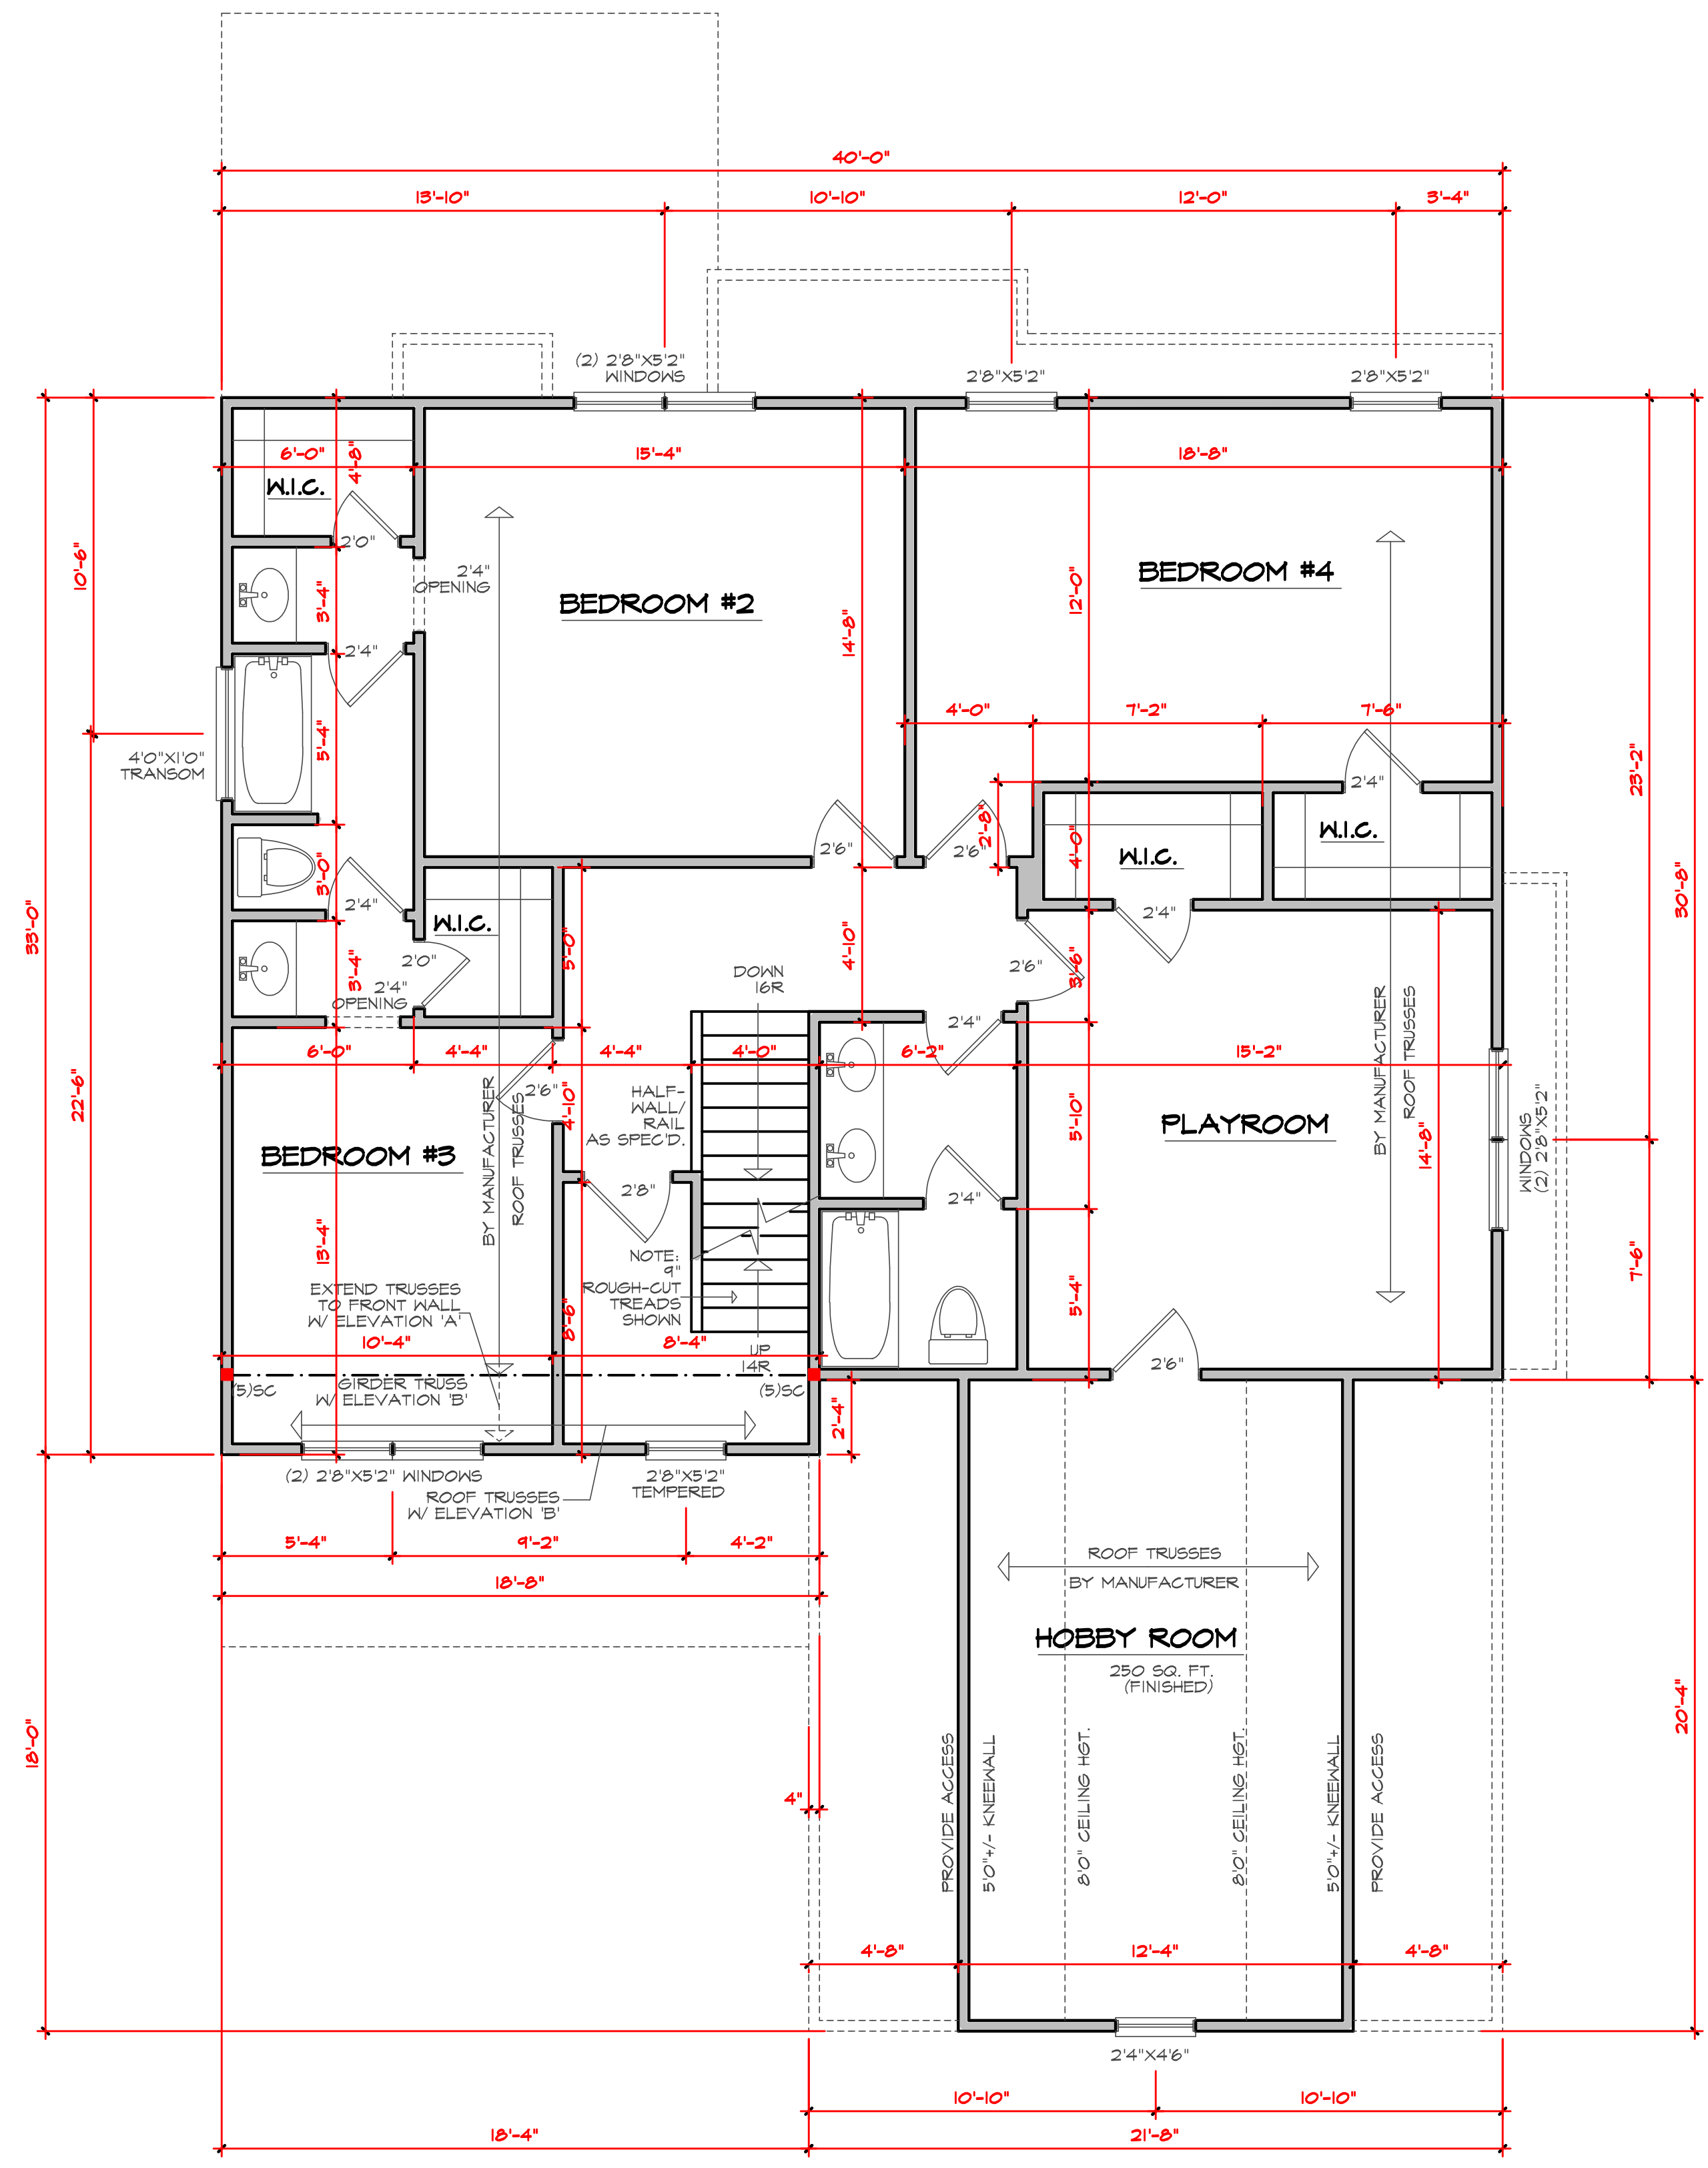 40'-0"
13'-10"
10'-10"
12'-0"
3'-4"
(2) 2'8"X5'2"
WINDOWS
2'8"X5'2"
2'8"X5'2"
6'-0"
4'-8"
15'-4"
18'-8"
W.I.C.
2'0"
2'4"
OPENING
BEDROOM #2
BEDROOM #4
10'-6"
3'-4"
12'-0"
14'-8"
2'4"
4'-0"
7'-2"
7'-6"
4'0"X1'0"
TRANSOM
5'-4"
23'-2"
2'4"
2'-8"
4'-0"
W.I.C.
W.I.C.
2'6"
2'6"
3'-0"
2'4"
2'4"
30'-8"
33'-0"
W.I.C.
5'-0"
4'-10"
3'-6"
2'6"
2'0"
3'-4"
2'4"
OPENING
DOWN
16R
2'4"
BY MANUFACTURER
ROOF TRUSSES
6'-0"
4'-4"
4'-4"
4'-0"
6'-2"
15'-2"
22'-6"
2'6"
4'-10"
HALF-
WALL/
RAIL
AS SPEC'D.
5'-10"
PLAYROOM
14'-8"
WINDOWS
(2) 2'8"X5'2"
BEDROOM #3
BY MANUFACTURER
ROOF TRUSSES
2'8"
2'4"
13'-4"
NOTE:
9"
ROUGH-CUT
TREADS
SHOWN
5'-4"
7'-6"
EXTEND TRUSSES
TO FRONT WALL
W/ ELEVATION 'A'
8'-6"
10'-4"
8'-4"
UP
14R
2'6"
(5)SC
GIRDER TRUSS
W/ ELEVATION 'B'
(5)SC
2'-4"
(2) 2'8"X5'2" WINDOWS
2'8"X5'2"
TEMPERED
ROOF TRUSSES
W/ ELEVATION 'B'
5'-4"
9'-2"
4'-2"
18'-8"
ROOF TRUSSES
BY MANUFACTURER
HOBBY ROOM
250 SQ. FT.
(FINISHED)
18'-0"
20'-4"
4"
PROVIDE ACCESS
5'0"+/- KNEEWALL
8'0" CEILING HGT.
8'0" CEILING HGT.
5'0"+/- KNEEWALL
PROVIDE ACCESS
4'-8"
12'-4"
4'-8"
2'4"X4'6"
10'-10"
10'-10"
18'-4"
21'-8"